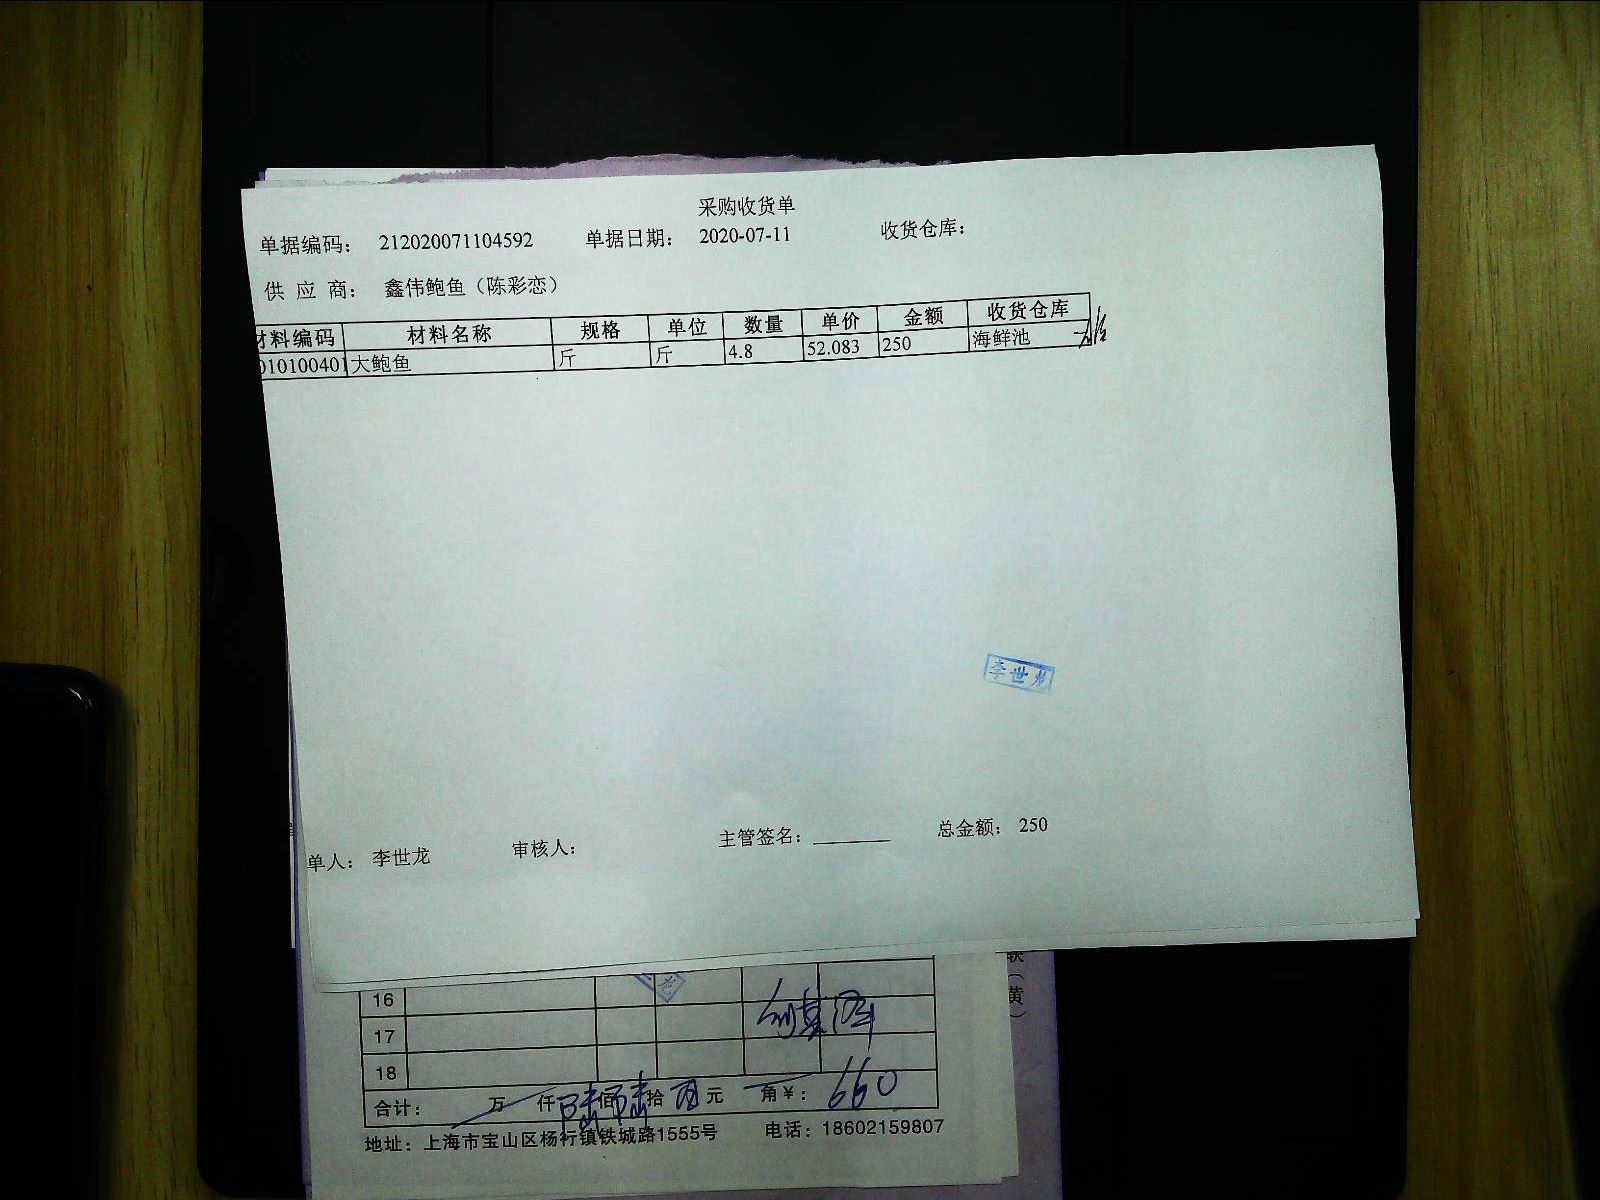 采购收货单
单据编码： 212020071104592 单据日期： 2020-07-11 收货仓库：
供 应 商： 鑫伟鲍鱼（陈彩恋）
材料编码 材料名称 规格 单位 数量 单价 金额 收货仓库
010100401 大鲍鱼 斤 斤 4.8 52.083 250 海鲜池
李世龙
单人： 李世龙 审核人： 主管签名： 总金额： 250
联（黄）
16
17
18
合计： 万 仟 陆 佰 陆 拾 元 角¥： 660
地址：上海市宝山区杨行镇铁城路1555号 电话：18602159807